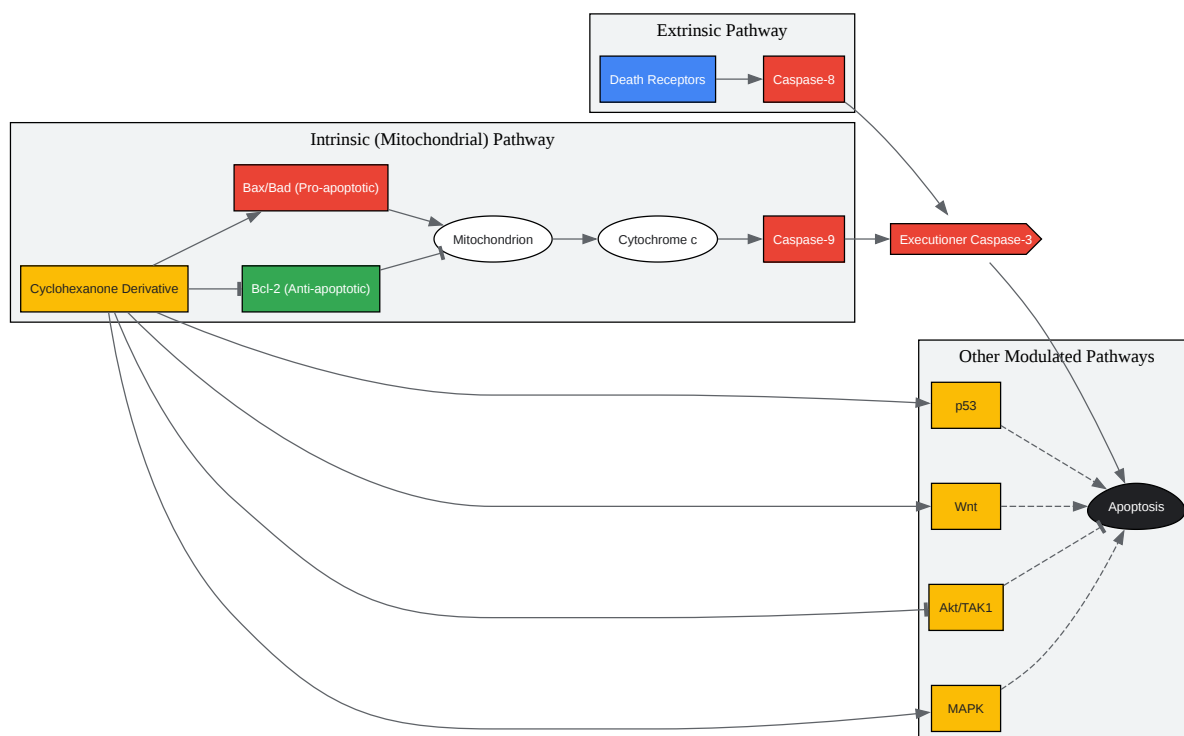 Extrinsic Pathway
Death Receptors
Caspase-8
Intrinsic (Mitochondrial) Pathway
Bax/Bad (Pro-apoptotic)
Mitochondrion
Cytochrome c
Caspase-9
Executioner Caspase-3
Cyclohexanone Derivative
Bcl-2 (Anti-apoptotic)
Other Modulated Pathways
p53
Wnt
Apoptosis
Akt/TAK1
MAPK